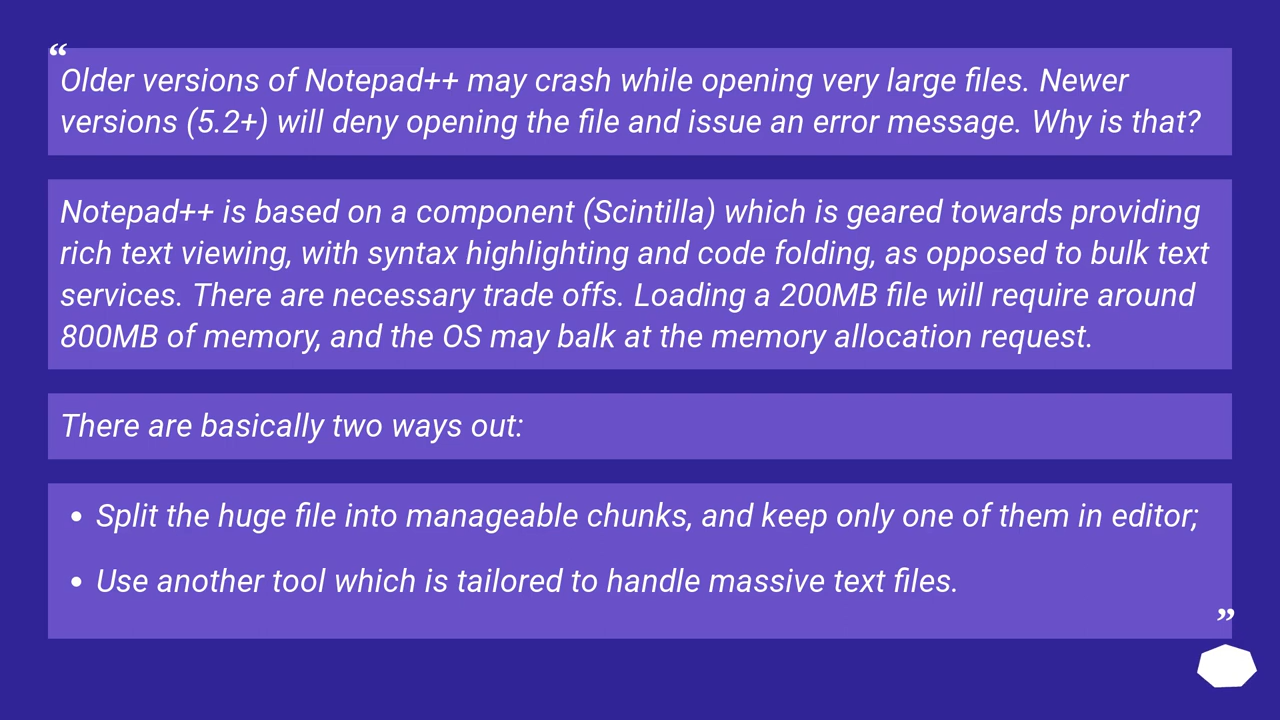 “
Older versions of Notepad++ may crash while opening very large files. Newer
versions (5.2+) will deny opening the file and issue an error message. Why is that?
Notepad++ is based on a component (Scintilla) which is geared towards providing
rich text viewing, with syntax highlighting and code folding, as opposed to bulk text
services. There are necessary trade offs. Loading a 200MB file will require around
800MB of memory, and the OS may balk at the memory allocation request.
There are basically two ways out:
• Split the huge file into manageable chunks, and keep only one of them in editor;
• Use another tool which is tailored to handle massive text files.
”